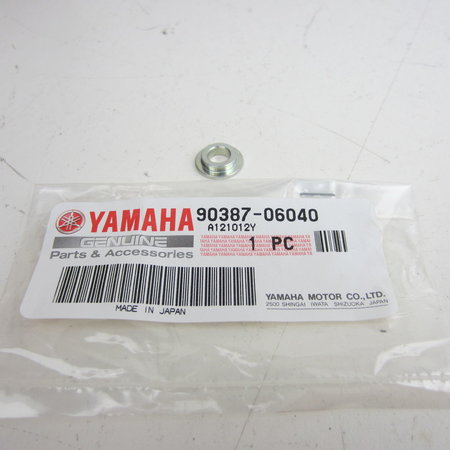 YAMAHA 90387-06040
GENUINE
Parts & Accessories
A121012Y
1 PC
MADE IN JAPAN
YAMAHA MOTOR CO.,LTD.
2500 SHINGAI IWATA SHIZUOKA JAPAN